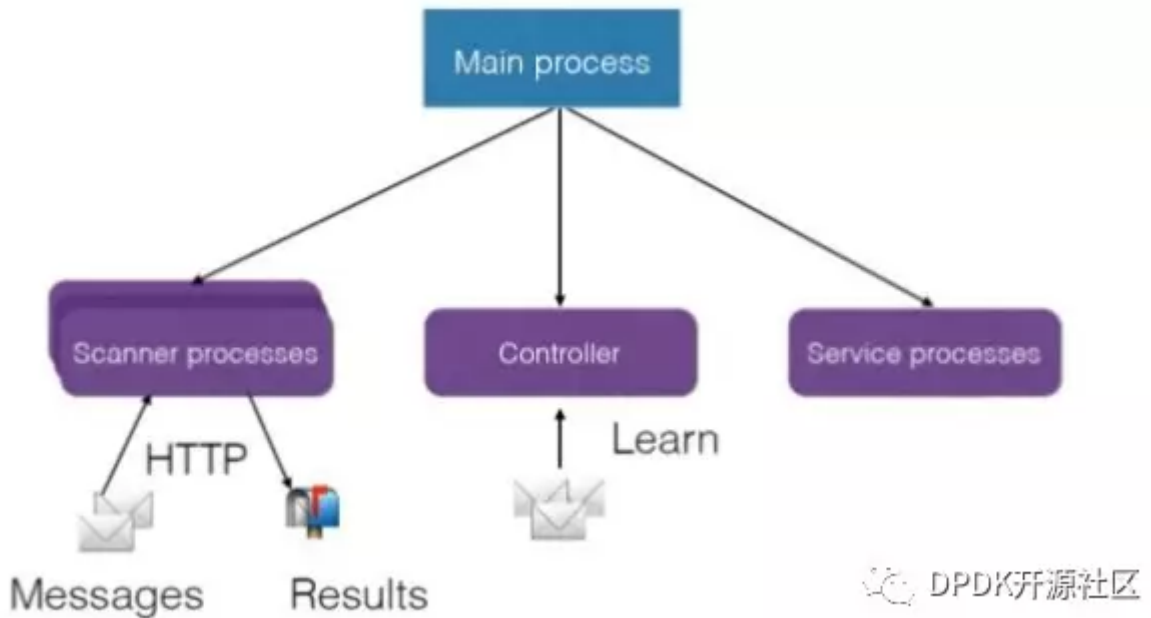 Main process
Scanner processes
Controller
Service processes
HTTP
Learn
Messages
Results
DPDK开源社区